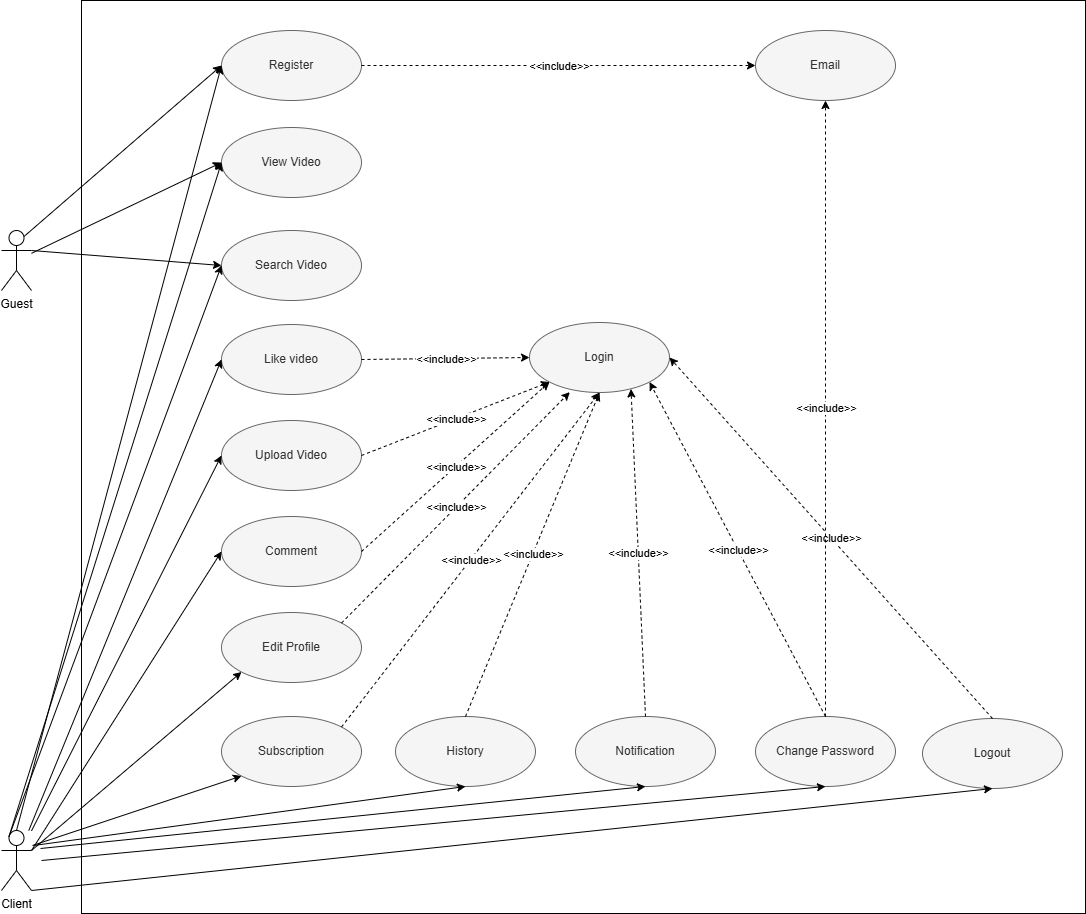 Register
<<include>>
Email
View Video
Guest
Search Video
Like video
<<include>>
Login
<<include>>
Upload Video
<<include>>
<<include>>
<<include>>
Comment
<<include>>
<<include>>
<<include>>
<<include>>
<<include>>
Edit Profile
Subscription
History
Notification
Change Password
Logout
Client